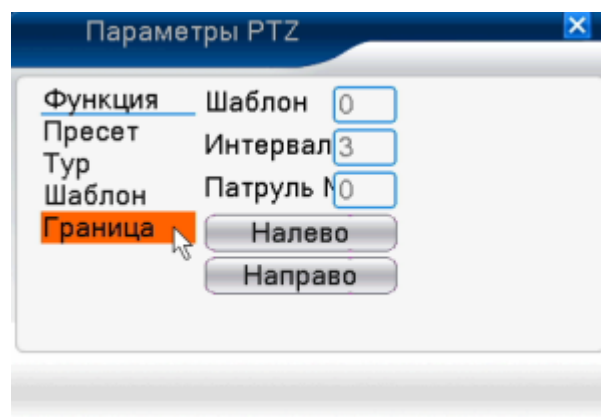 Параметры PTZ
Функция
Пресет
Тур
Шаблон
Граница
Шаблон 0
Интервал 3
Патруль 0
Налево
Направо